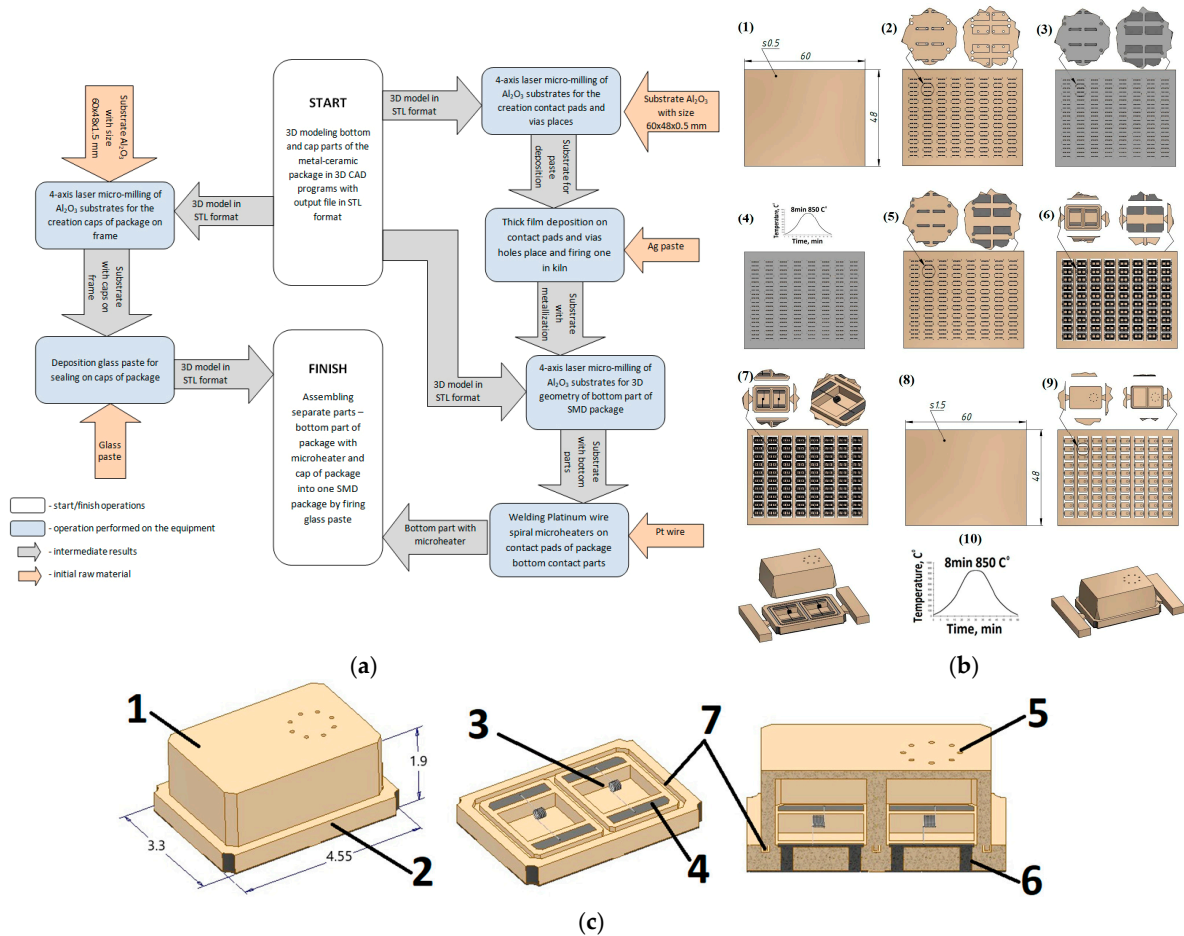 START
3D modeling bottom
and cap parts of the
metal-ceramic
package in 3D CAD
programs with
output file in STL
format
3D model in
STL format
4-axis laser micro-milling of
Al₂O₃ substrates for the
creation contact pads and
vias places
Substrate Al₂O₃
with size
60x48x0.5 mm
Substrate Al₂O₃
with size
60x48x1.5 mm
4-axis laser micro-milling of
Al₂O₃ substrates for the
creation caps of package on
frame
3D model in
STL format
Substrate for
paste
deposition
Thick film deposition on
contact pads and vias
holes place and firing one
in kiln
Ag paste
Substrate
with caps on
frame
Substrate
with
metallization
Deposition glass paste for
sealing on caps of package
3D model in
STL format
FINISH
Assembling
separate parts –
bottom part of
package with
microheater and
cap of package
into one SMD
package by firing
glass paste
3D model in
STL format
4-axis laser micro-milling of
Al₂O₃ substrates for 3D
geometry of bottom part of
SMD package
Glass
paste
Substrate
with bottom
parts
Bottom part with
microheater
Welding Platinum wire
spiral microheaters on
contact pads of package
bottom contact parts
Pt wire
- start/finish operations
- operation performed on the equipment
- intermediate results
- initial raw material
(a)
(1)
s0.5
60
48
(2)
(3)
(4)
8min 850 C°
Temperature, C°
Time, min
(5)
(6)
(7)
(8)
s1.5
60
48
(9)
(10)
8min 850 C°
Temperature, C°
Time, min
(b)
1
2
3.3
4.55
1.9
3
4
7
5
6
(c)